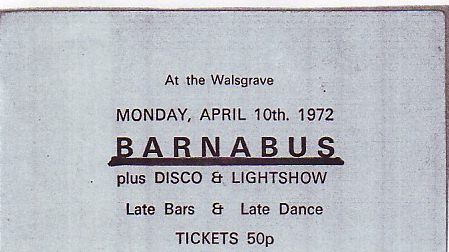 At the Walsgrave
MONDAY, APRIL 10th. 1972
BARNABUS
plus DISCO & LIGHTSHOW
Late Bars & Late Dance
TICKETS 50p